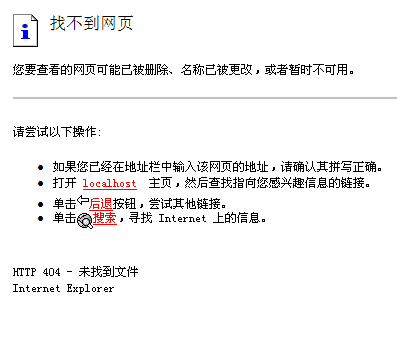 找不到网页
您要查看的网页可能已被删除、名称已被更改，或者暂时不可用。
请尝试以下操作：
如果您已经在地址栏中输入该网页的地址，请确认其拼写正确。
打开 localhost 主页，然后查找指向您感兴趣信息的链接。
单击后退按钮，尝试其他链接。
单击搜索，寻找 Internet 上的信息。
HTTP 404 - 未找到文件
Internet Explorer